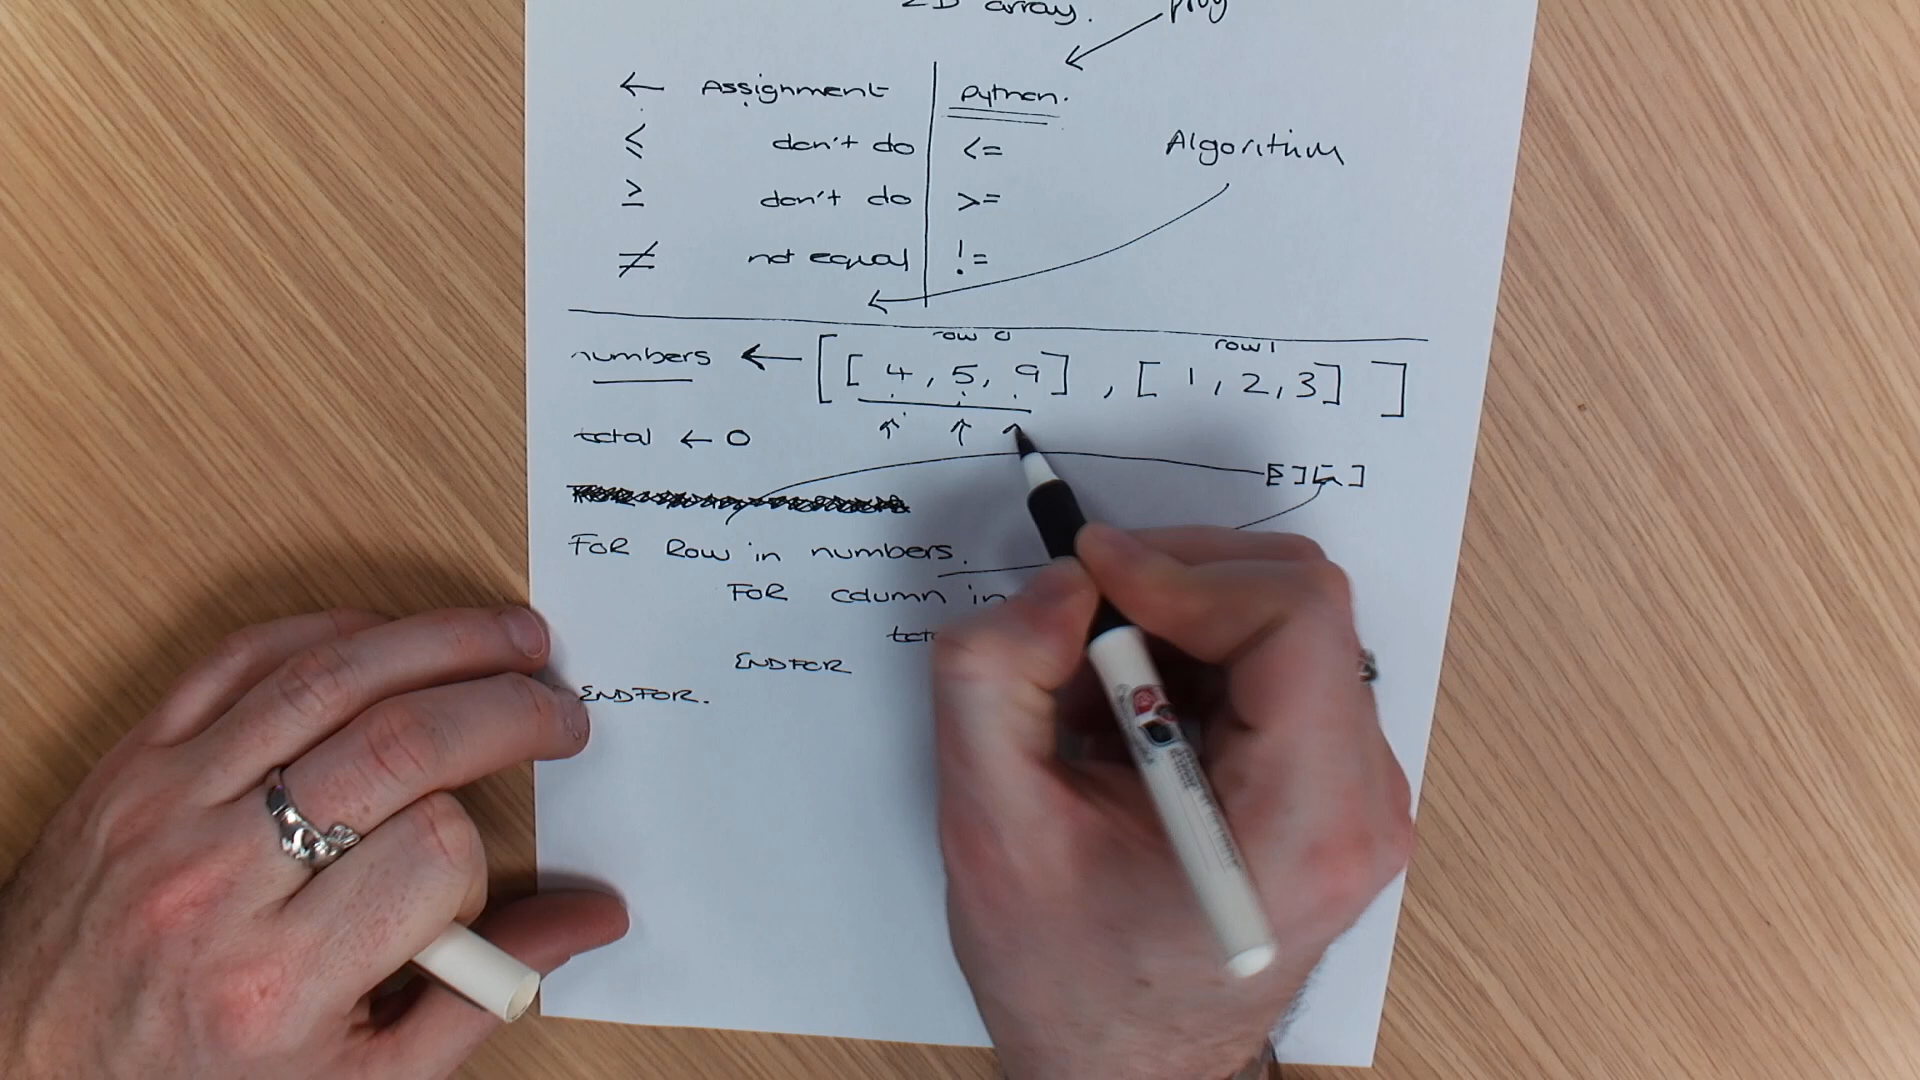 2D array.
← Assignment Python.
≤ don't do <=
≥ don't do >=
≠ not equal !=
Algorithm
row 0 row 1
numbers ← [[4, 5, 9], [1, 2, 3]]
total ← 0
[ ][ ]
FOR Row in numbers.
FOR column in
ENDFOR
ENDFOR.